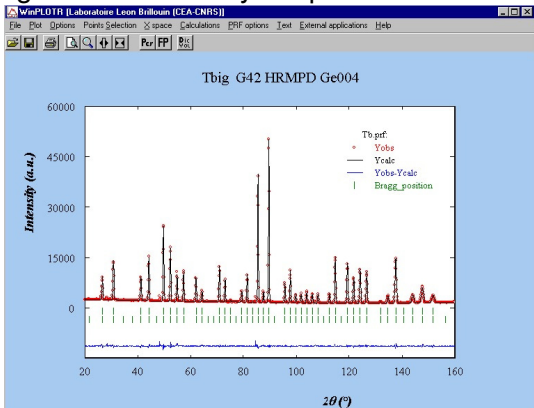 WinPLOTR [Laboratoire Leon Brillouin (CEA-CNRS)]
File Plot Options Points Selection X space Calculations PRF options Text External applications Help
Pcr FP Dic VOL
Tbig G42 HRMPD Ge004
60000
45000
30000
15000
0
Intensity (a.u.)
Tb.prf:
Yobs
Ycalc
Yobs-Ycalc
Bragg_position
20 40 60 80 100 120 140 160
2θ (°)